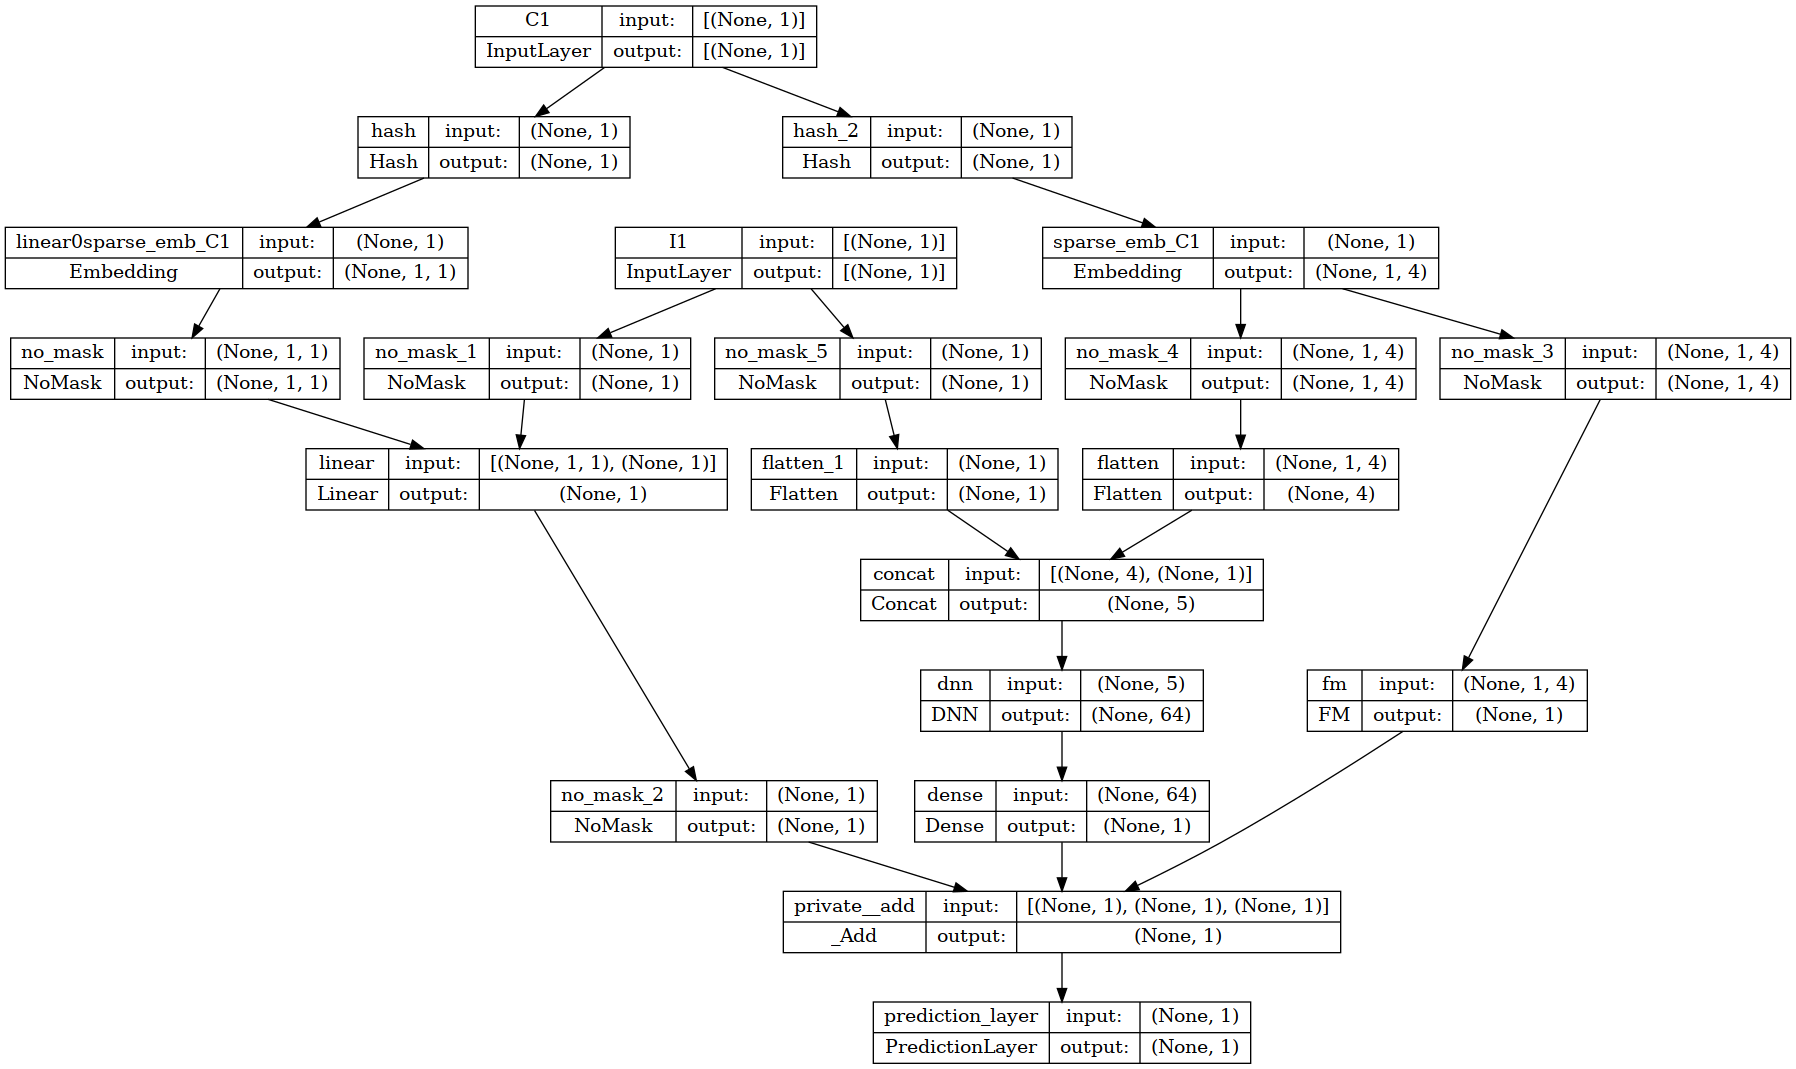 C1 input: [(None, 1)]
InputLayer output: [(None, 1)]
hash input: (None, 1)
Hash output: (None, 1)
hash_2 input: (None, 1)
Hash output: (None, 1)
linear0sparse_emb_C1 input: (None, 1)
Embedding output: (None, 1, 1)
I1 input: [(None, 1)]
InputLayer output: [(None, 1)]
sparse_emb_C1 input: (None, 1)
Embedding output: (None, 1, 4)
no_mask input: (None, 1, 1)
NoMask output: (None, 1, 1)
no_mask_1 input: (None, 1)
NoMask output: (None, 1)
no_mask_5 input: (None, 1)
NoMask output: (None, 1)
no_mask_4 input: (None, 1, 4)
NoMask output: (None, 1, 4)
no_mask_3 input: (None, 1, 4)
NoMask output: (None, 1, 4)
linear input: [(None, 1, 1), (None, 1)]
Linear output: (None, 1)
flatten_1 input: (None, 1)
Flatten output: (None, 1)
flatten input: (None, 1, 4)
Flatten output: (None, 4)
concat input: [(None, 4), (None, 1)]
Concat output: (None, 5)
dnn input: (None, 5)
DNN output: (None, 64)
fm input: (None, 1, 4)
FM output: (None, 1)
no_mask_2 input: (None, 1)
NoMask output: (None, 1)
dense input: (None, 64)
Dense output: (None, 1)
private__add input: [(None, 1), (None, 1), (None, 1)]
_Add output: (None, 1)
prediction_layer input: (None, 1)
PredictionLayer output: (None, 1)